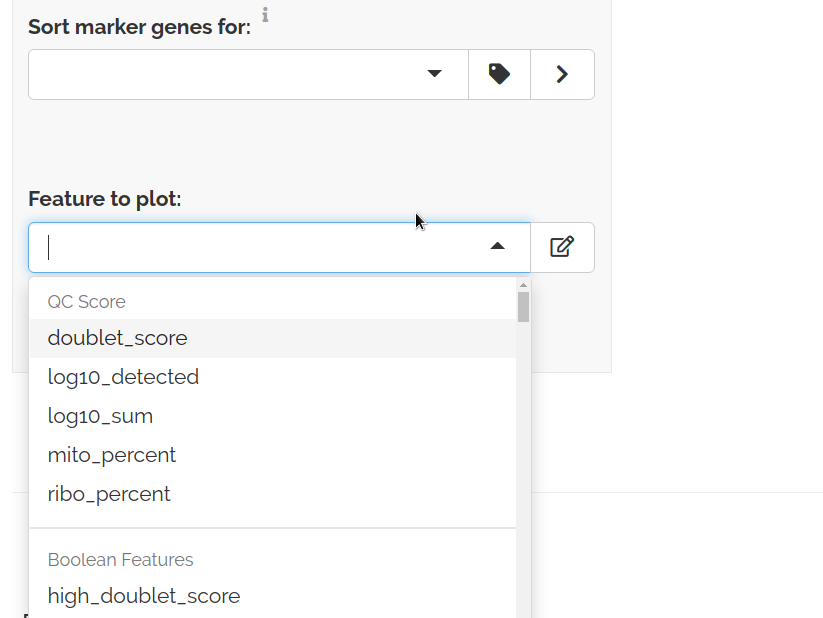 Sort marker genes for:
Feature to plot:
QC Score
doublet_score
log10_detected
log10_sum
mito_percent
ribo_percent
Boolean Features
high_doublet_score